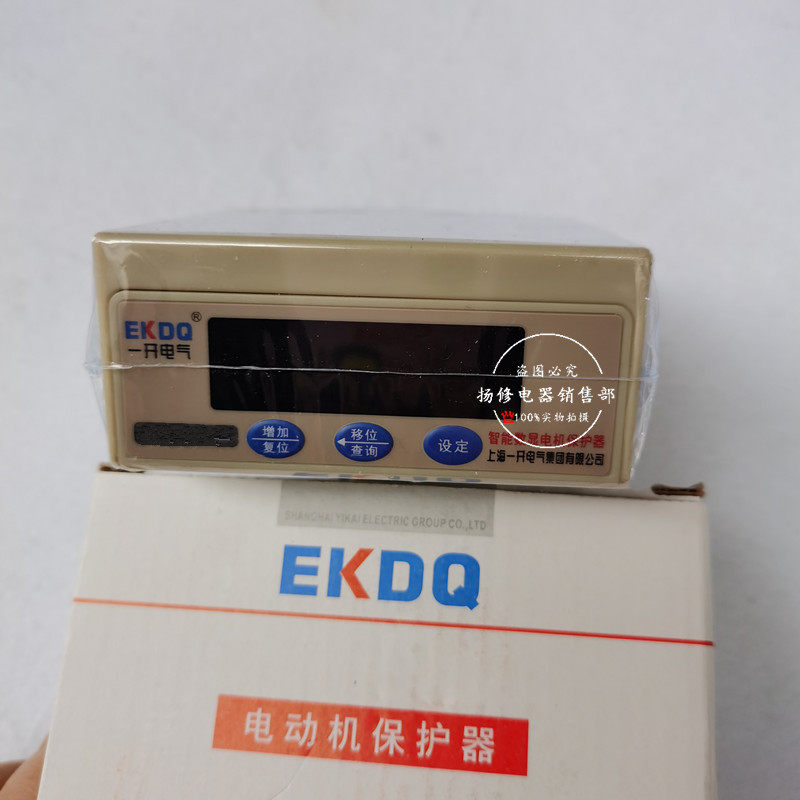 EKDQ®
一开电气
增加
复位
移位
查询
设定
智能数显电机保护器
上海一开电气集团有限公司
盗图必究
扬修电器销售部
100%实物拍摄
SHANGHAI YIKAI ELECTRIC GROUP CO.,LTD
EKDQ
电动机保护器